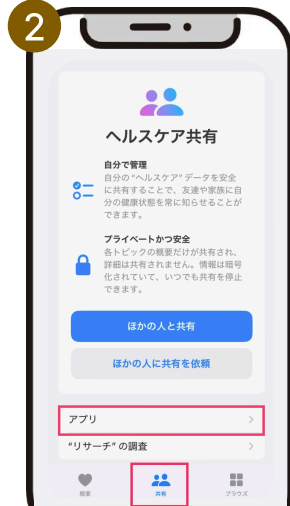 2
ヘルスケア共有
自分で管理
自分の“ヘルスケア”データを安全
に共有することで、友達や家族に自
分の健康状態を常に知らせることが
できます。
プライベートかつ安全
各トピックの概要だけが共有され、
詳細は共有されません。情報は暗号
化されていて、いつでも共有を停止
できます。
ほかの人と共有
ほかの人に共有を依頼
アプリ
“リサーチ”の調査
概要
共有
ブラウズ